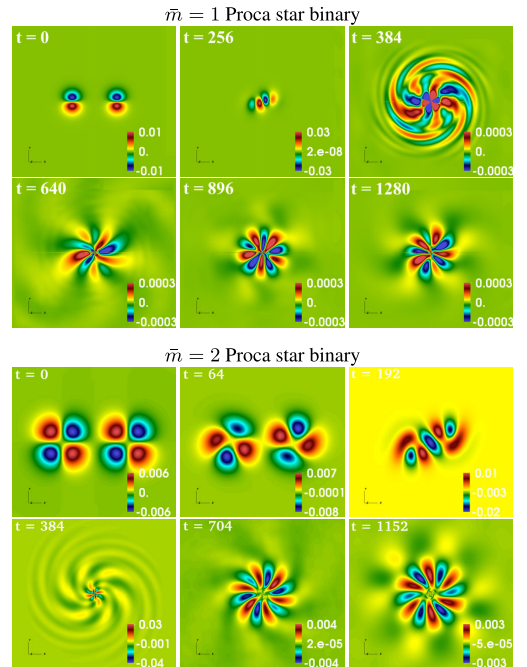 m̄ = 1 Proca star binary
t = 0 t = 256 t = 384
0.01 0.03 0.0003
0. 2.e-08 0.
-0.01 -0.03 -0.0003
t = 640 t = 896 t = 1280
0.0003 0.0003 0.0003
0. 0. 0.
-0.0003 -0.0003 -0.0003
m̄ = 2 Proca star binary
t = 0 t = 64 t = 192
0.006 0.007 0.01
0. -0.0001 -0.003
-0.006 -0.008 -0.02
t = 384 t = 704 t = 1152
0.03 0.004 0.003
-0.001 2.e-05 -5.e-05
-0.04 -0.004 -0.003